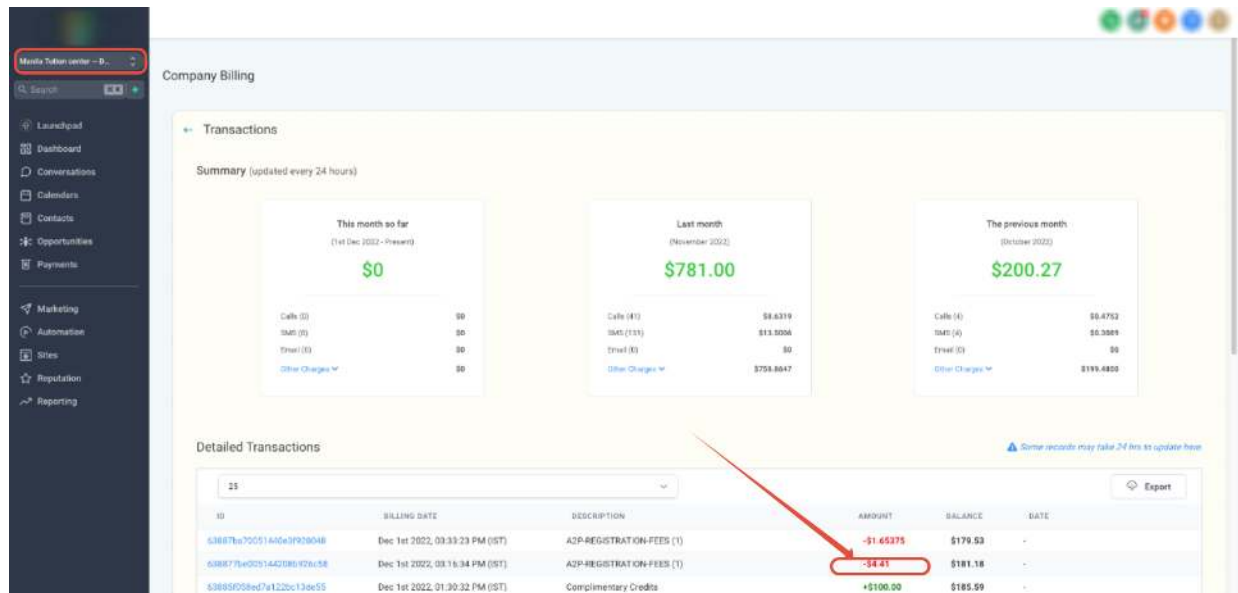 Manila Tution center – D...
Search
Launchpad
Dashboard
Conversations
Calendars
Contacts
Opportunities
Payments
Marketing
Automation
Sites
Reputation
Reporting
Company Billing
← Transactions
Summary (updated every 24 hours)
This month so far
(1st Dec 2022 - Present)
$0
Calls (0) $0
SMS (0) $0
Email (0) $0
Other Charges $0
Last month
(November 2022)
$781.00
Calls (41) $8.6319
SMS (131)
Email (0) $0
Other Charges
The previous month
(October 2022)
$200.27
Calls (4) $0.4752
SMS (4)
Email (0) $0
Other Charges $199.4800
Detailed Transactions
Some records may take 24 hrs to update here
25
Export
ID BILLING DATE DESCRIPTION AMOUNT BALANCE DATE
Dec 1st 2022, 03:33:23 PM (IST) A2P-REGISTRATION-FEES (1) -$1.65375 $179.53 -
Dec 1st 2022, 03:16:34 PM (IST) A2P-REGISTRATION-FEES (1) -$4.41 $181.18 -
Dec 1st 2022, 01:30:32 PM (IST) Complimentary Credits +$100.00 $185.59 -